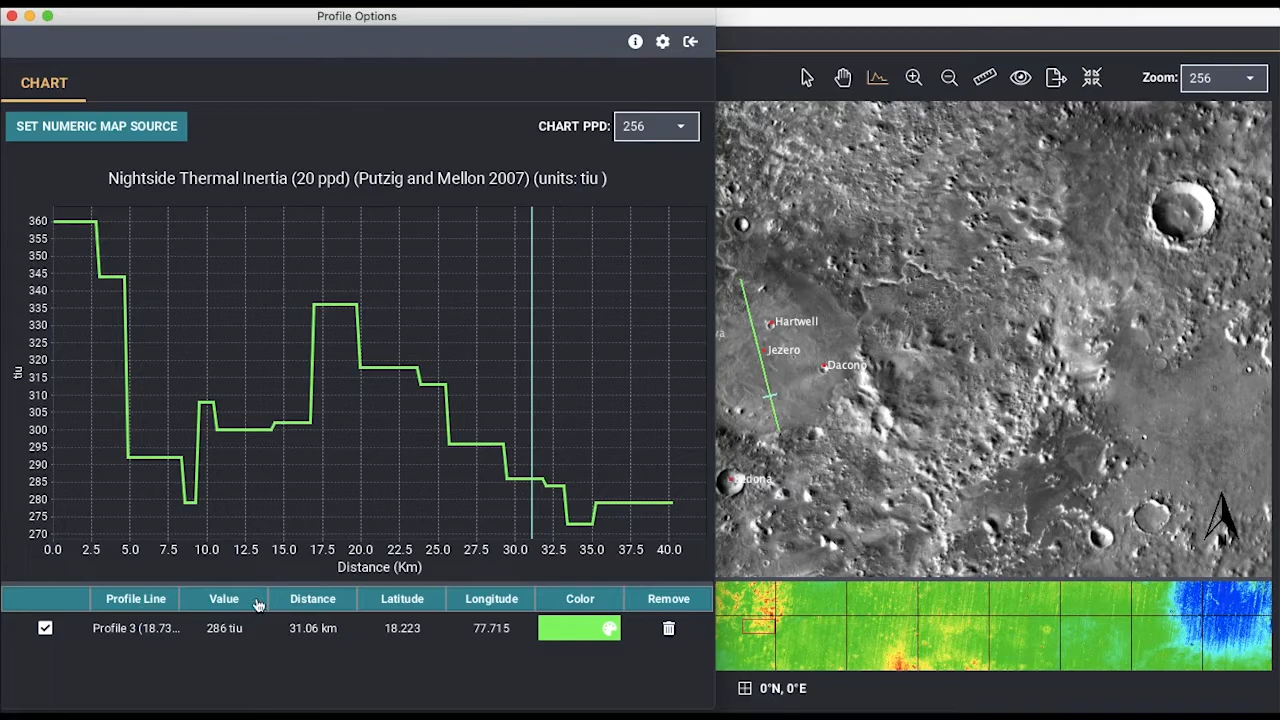 Profile Options
CHART
SET NUMERIC MAP SOURCE
CHART PPD: 256
Nightside Thermal Inertia (20 ppd) (Putzig and Mellon 2007) (units: tiu )
360
355
350
345
340
335
330
325
320
315
310
305
300
295
290
285
280
275
270
tiu
0.0 2.5 5.0 7.5 10.0 12.5 15.0 17.5 20.0 22.5 25.0 27.5 30.0 32.5 35.0 37.5 40.0
Distance (Km)
Profile Line Value Distance Latitude Longitude Color Remove
Profile 3 (18.73... 286 tiu 31.06 km 18.223 77.715
Zoom: 256
Hartwell
Jezero
Dacono
0°N, 0°E